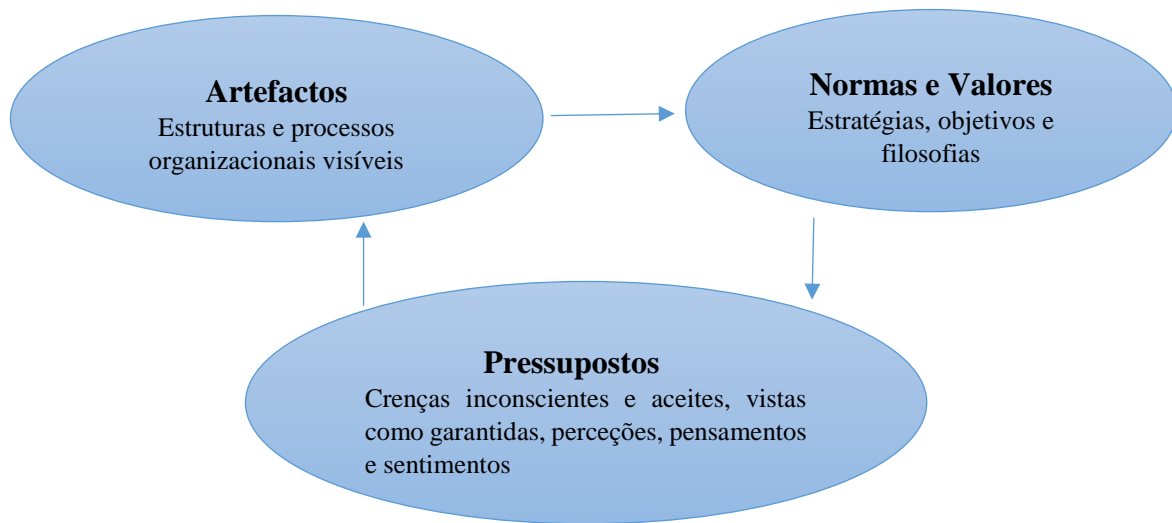 Artefactos
Estruturas e processos
organizacionais visíveis
Normas e Valores
Estratégias, objetivos e
filosofias
Pressupostos
Crenças inconscientes e aceites, vistas
como garantidas, perceções, pensamentos
e sentimentos